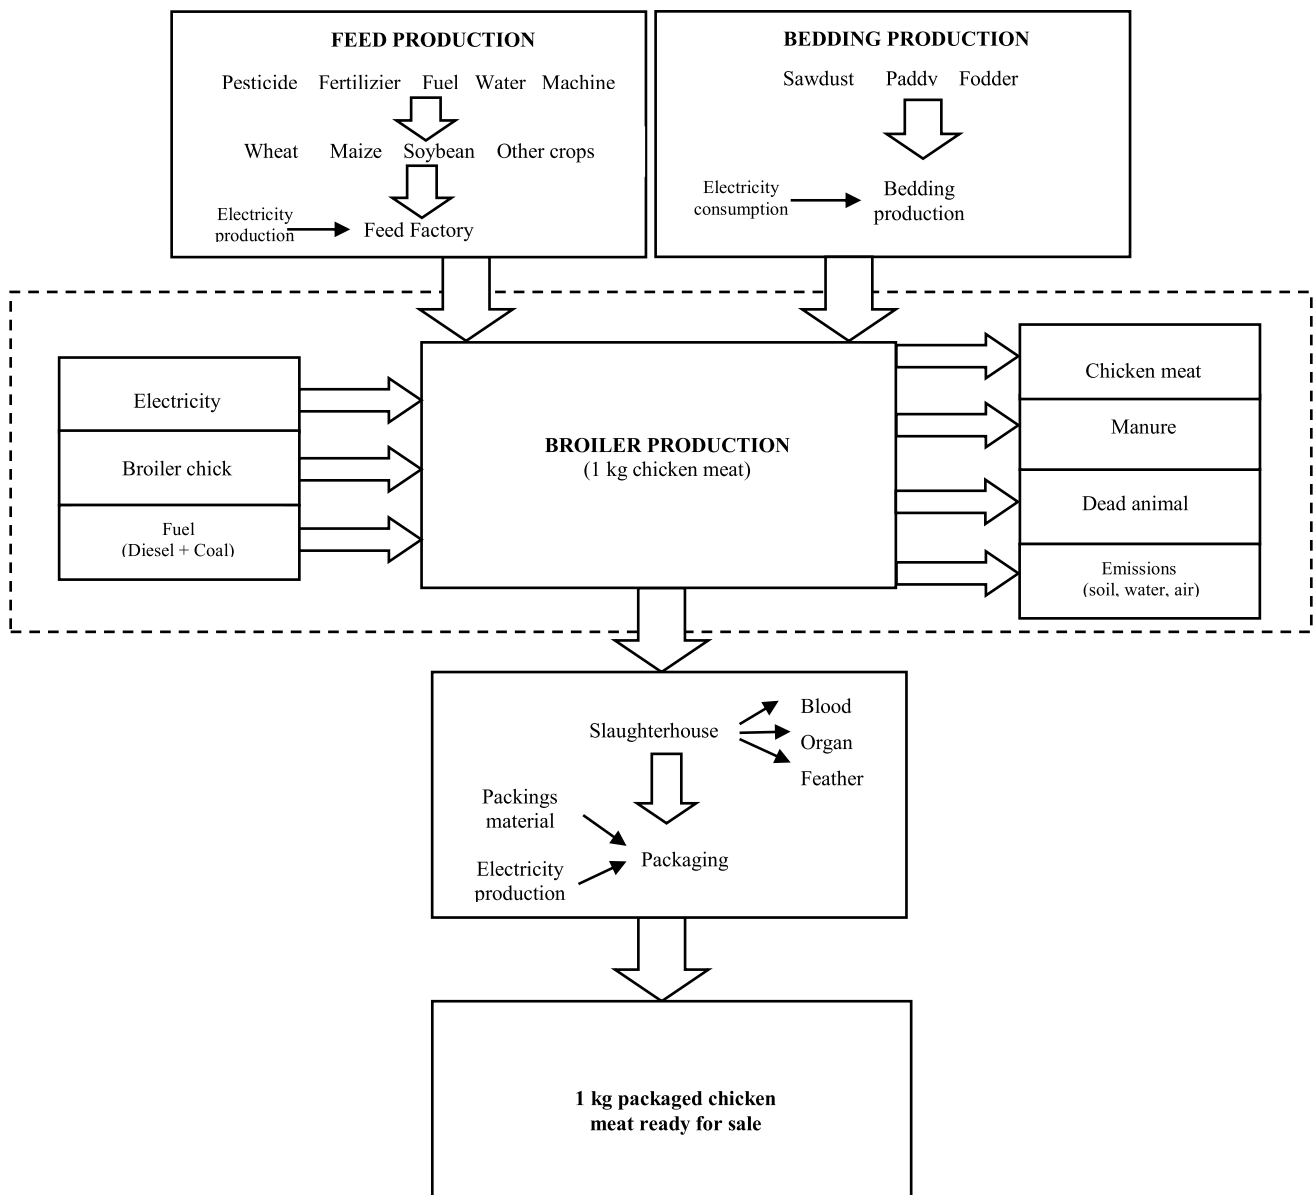 FEED PRODUCTION
Pesticide Fertilizier Fuel Water Machine
Wheat Maize Soybean Other crops
Electricity
production
Feed Factory
BEDDING PRODUCTION
Sawdust Paddy Fodder
Electricity
consumption
Bedding
production
Electricity
Broiler chick
Fuel
(Diesel + Coal)
BROILER PRODUCTION
(1 kg chicken meat)
Chicken meat
Manure
Dead animal
Emissions
(soil, water, air)
Slaughterhouse
Blood
Organ
Feather
Packings
material
Electricity
production
Packaging
1 kg packaged chicken
meat ready for sale